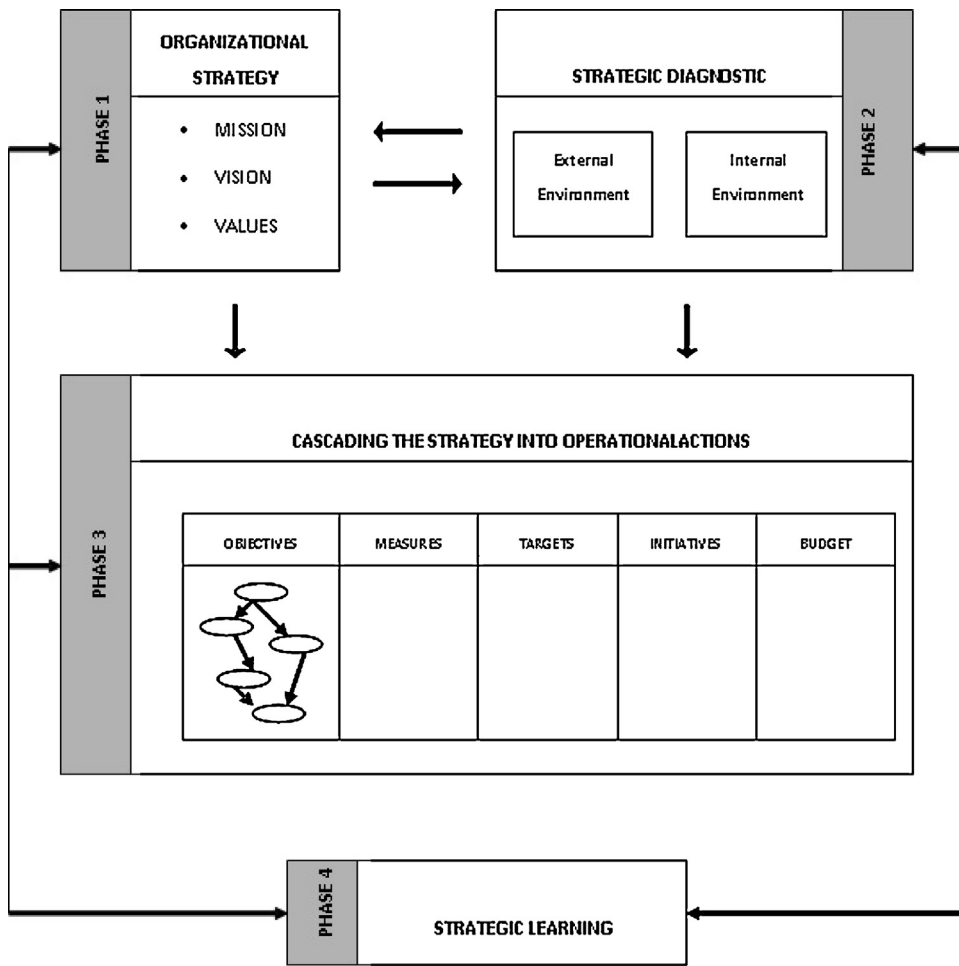 PHASE 1
ORGANIZATIONAL
STRATEGY
• MISSION
• VISION
• VALUES
STRATEGIC DIAGNOSTIC
External
Environment
Internal
Environment
PHASE 2
PHASE 3
CASCADING THE STRATEGY INTO OPERATIONALACTIONS
OBJECTIVES
MEASURES
TARGETS
INITIATIVES
BUDGET
PHASE 4
STRATEGIC LEARNING